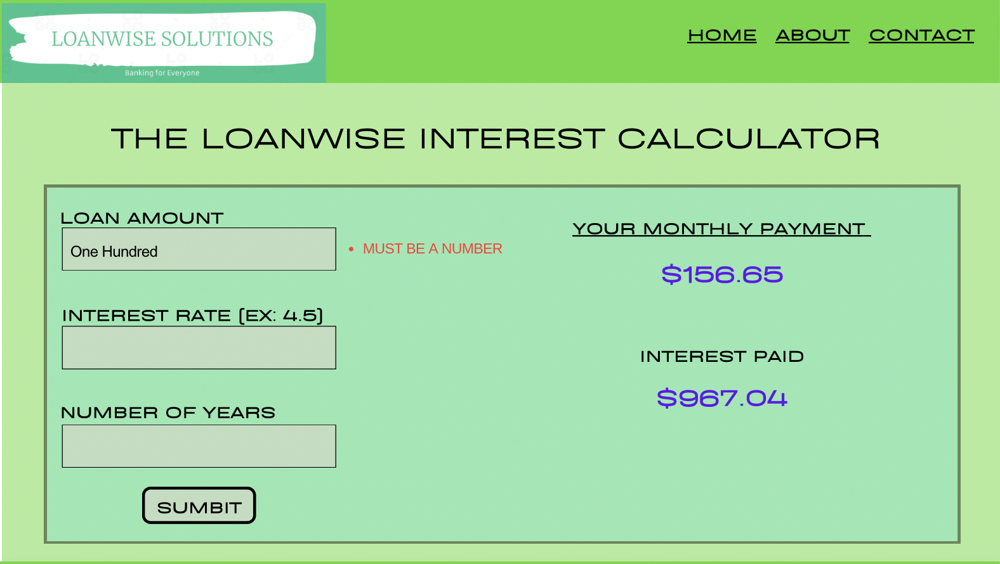 LOANWISE SOLUTIONS
Banking for Everyone
HOME ABOUT CONTACT
THE LOANWISE INTEREST CALCULATOR
LOAN AMOUNT
One Hundred
• MUST BE A NUMBER
INTEREST RATE (EX: 4.5)
NUMBER OF YEARS
SUMBIT
YOUR MONTHLY PAYMENT
$156.65
INTEREST PAID
$967.04